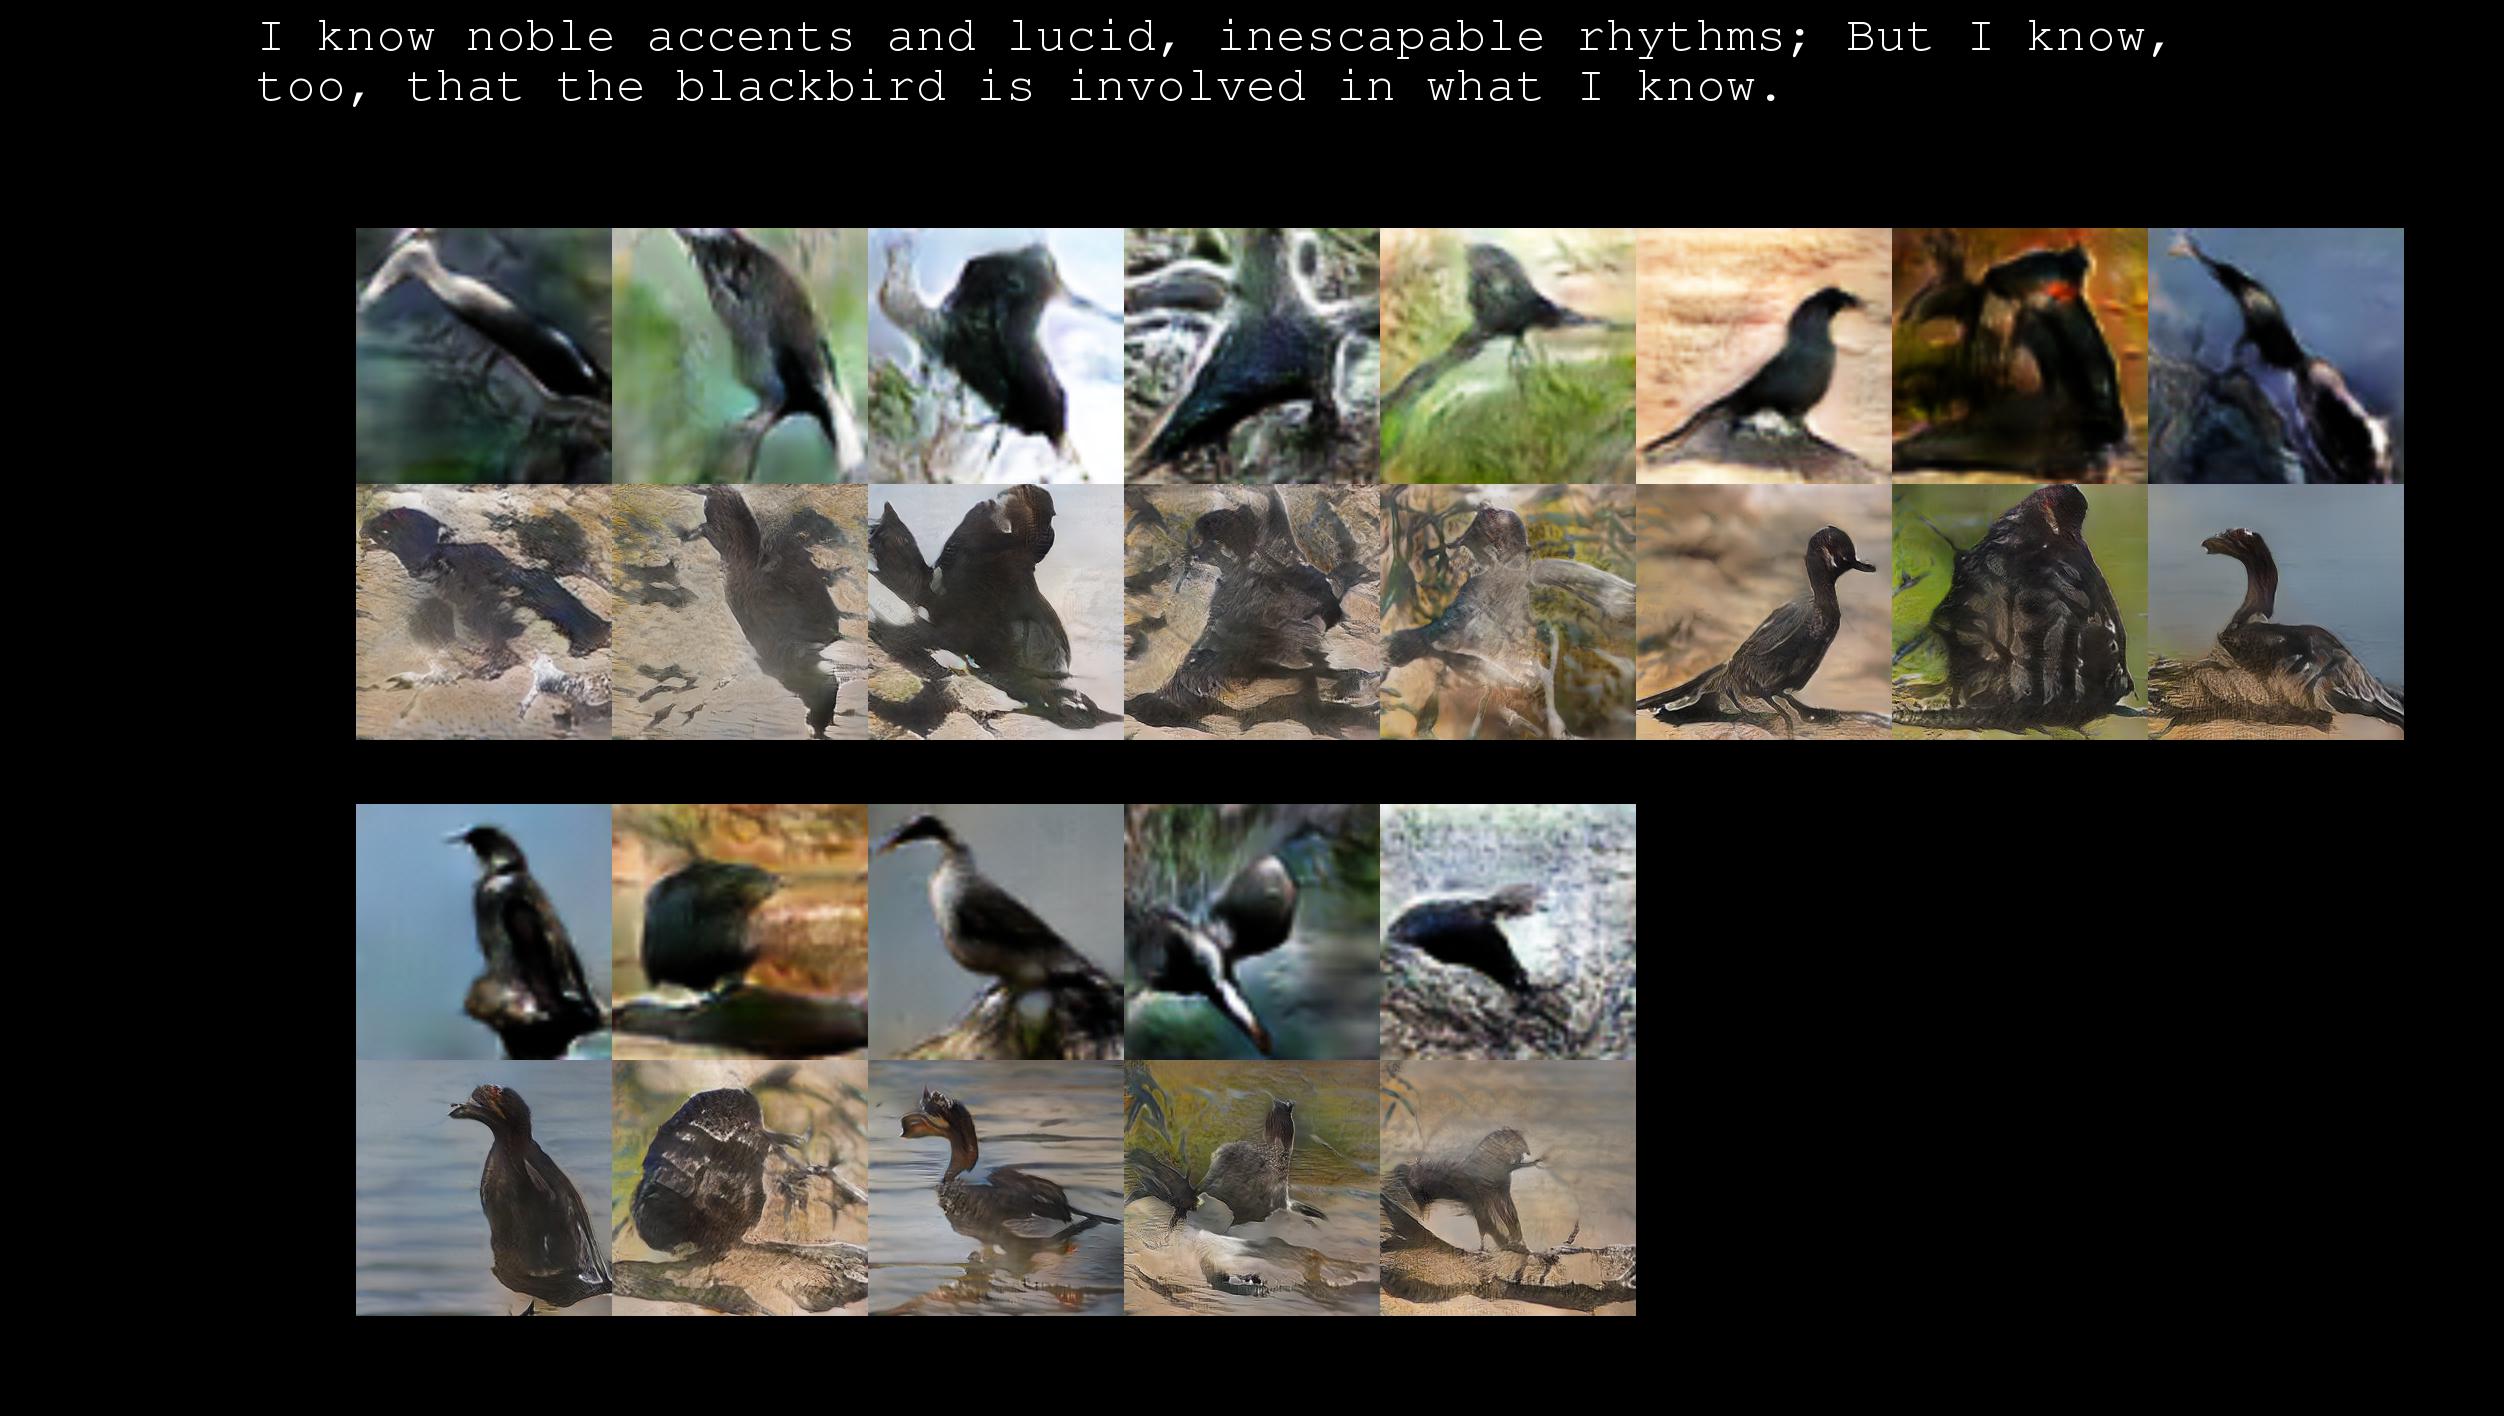 I know noble accents and lucid, inescapable rhythms; But I know,
too, that the blackbird is involved in what I know.